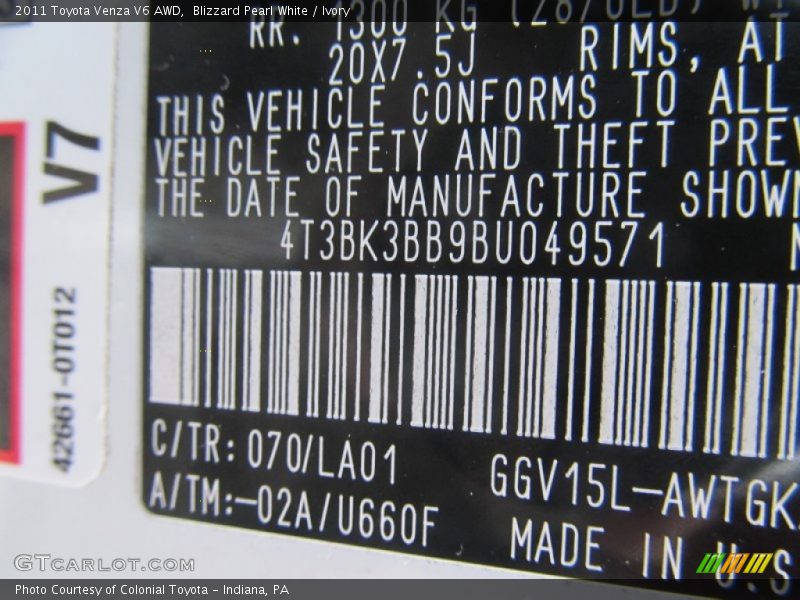 2011 Toyota Venza V6 AWD,  Blizzard Pearl White / Ivory
RR. 1300 KG
20X7.5J RIMS, AT
THIS VEHICLE CONFORMS TO ALL
VEHICLE SAFETY AND THEFT PREV
THE DATE OF MANUFACTURE SHOWN
4T3BK3BB9BU049571
C/TR: 070/LA01 GGV15L-AWTGK
A/TM:-02A/U660F MADE IN U.S
V7
42661-0T012
GTcarlot.com
Photo Courtesy of Colonial Toyota - Indiana, PA